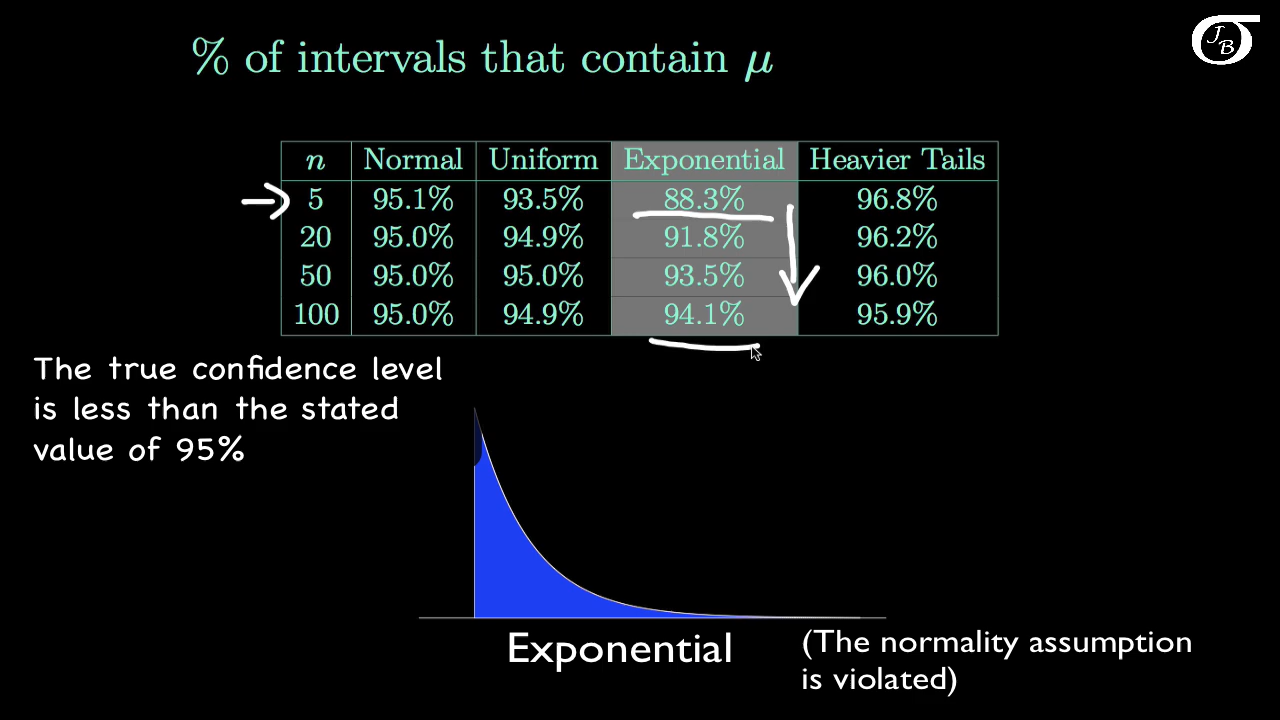 % of intervals that contain μ
JB
n Normal Uniform Exponential Heavier Tails
5 95.1% 93.5% 88.3% 96.8%
20 95.0% 94.9% 91.8% 96.2%
50 95.0% 95.0% 93.5% 96.0%
100 95.0% 94.9% 94.1% 95.9%
The true confidence level
is less than the stated
value of 95%
Exponential
(The normality assumption
is violated)